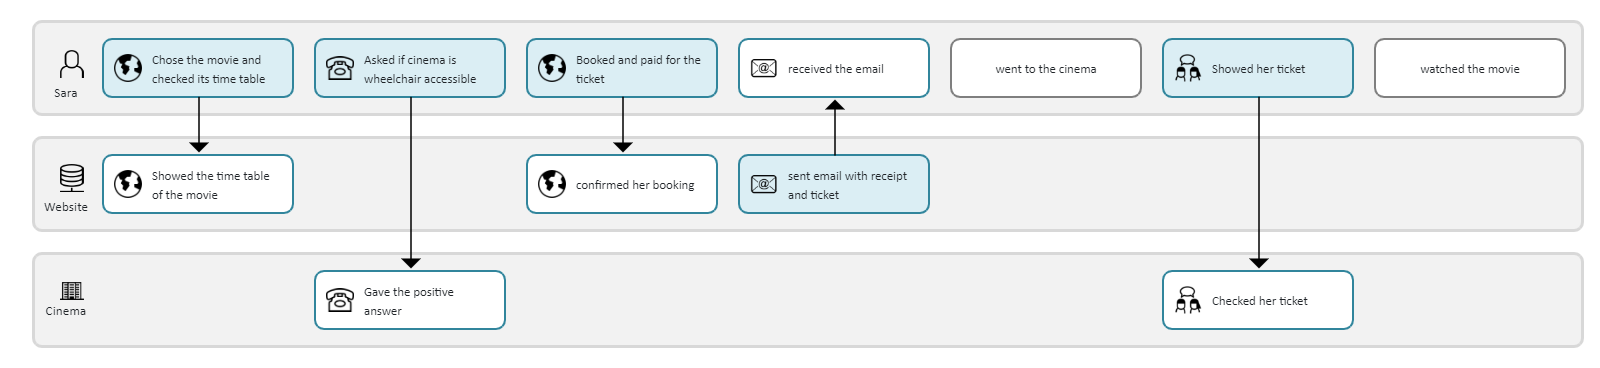 Sara
Chose the movie and
checked its time table
Asked if cinema is
wheelchair accessible
Booked and paid for the
ticket
received the email
went to the cinema
Showed her ticket
watched the movie
Website
Showed the time table
of the movie
confirmed her booking
sent email with receipt
and ticket
Cinema
Gave the positive
answer
Checked her ticket